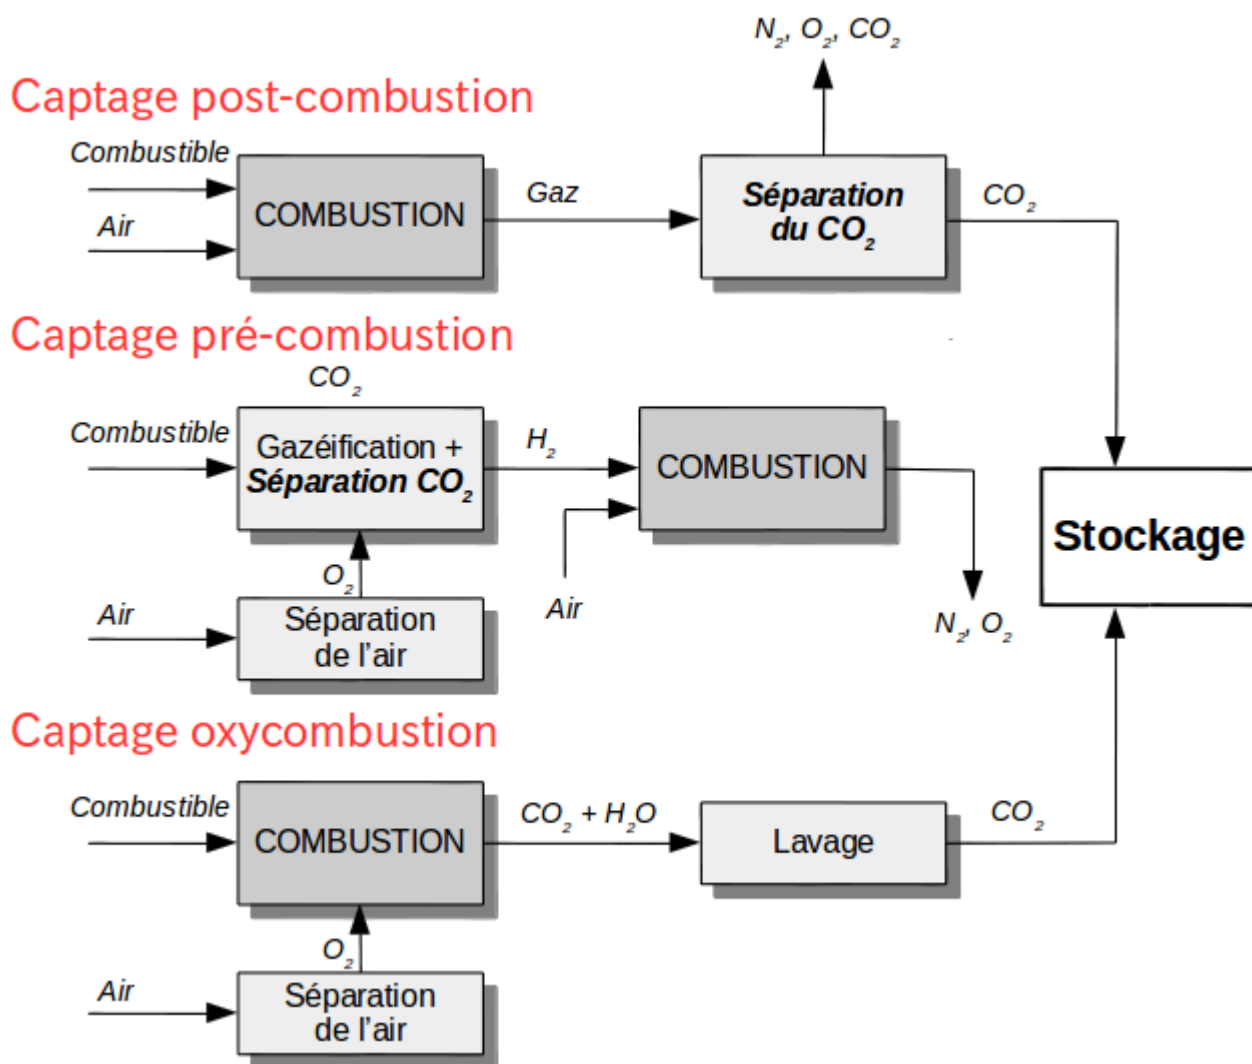 N₂, O₂, CO₂
Captage post-combustion
Combustible
Air
COMBUSTION
Gaz
Séparation
du CO₂
CO₂
Captage pré-combustion
CO₂
Combustible
Gazéification +
Séparation CO₂
H₂
COMBUSTION
Stockage
O₂
Air
Air
Séparation
de l’air
N₂, O₂
Captage oxycombustion
Combustible
COMBUSTION
CO₂ + H₂O
Lavage
CO₂
O₂
Air
Séparation
de l’air